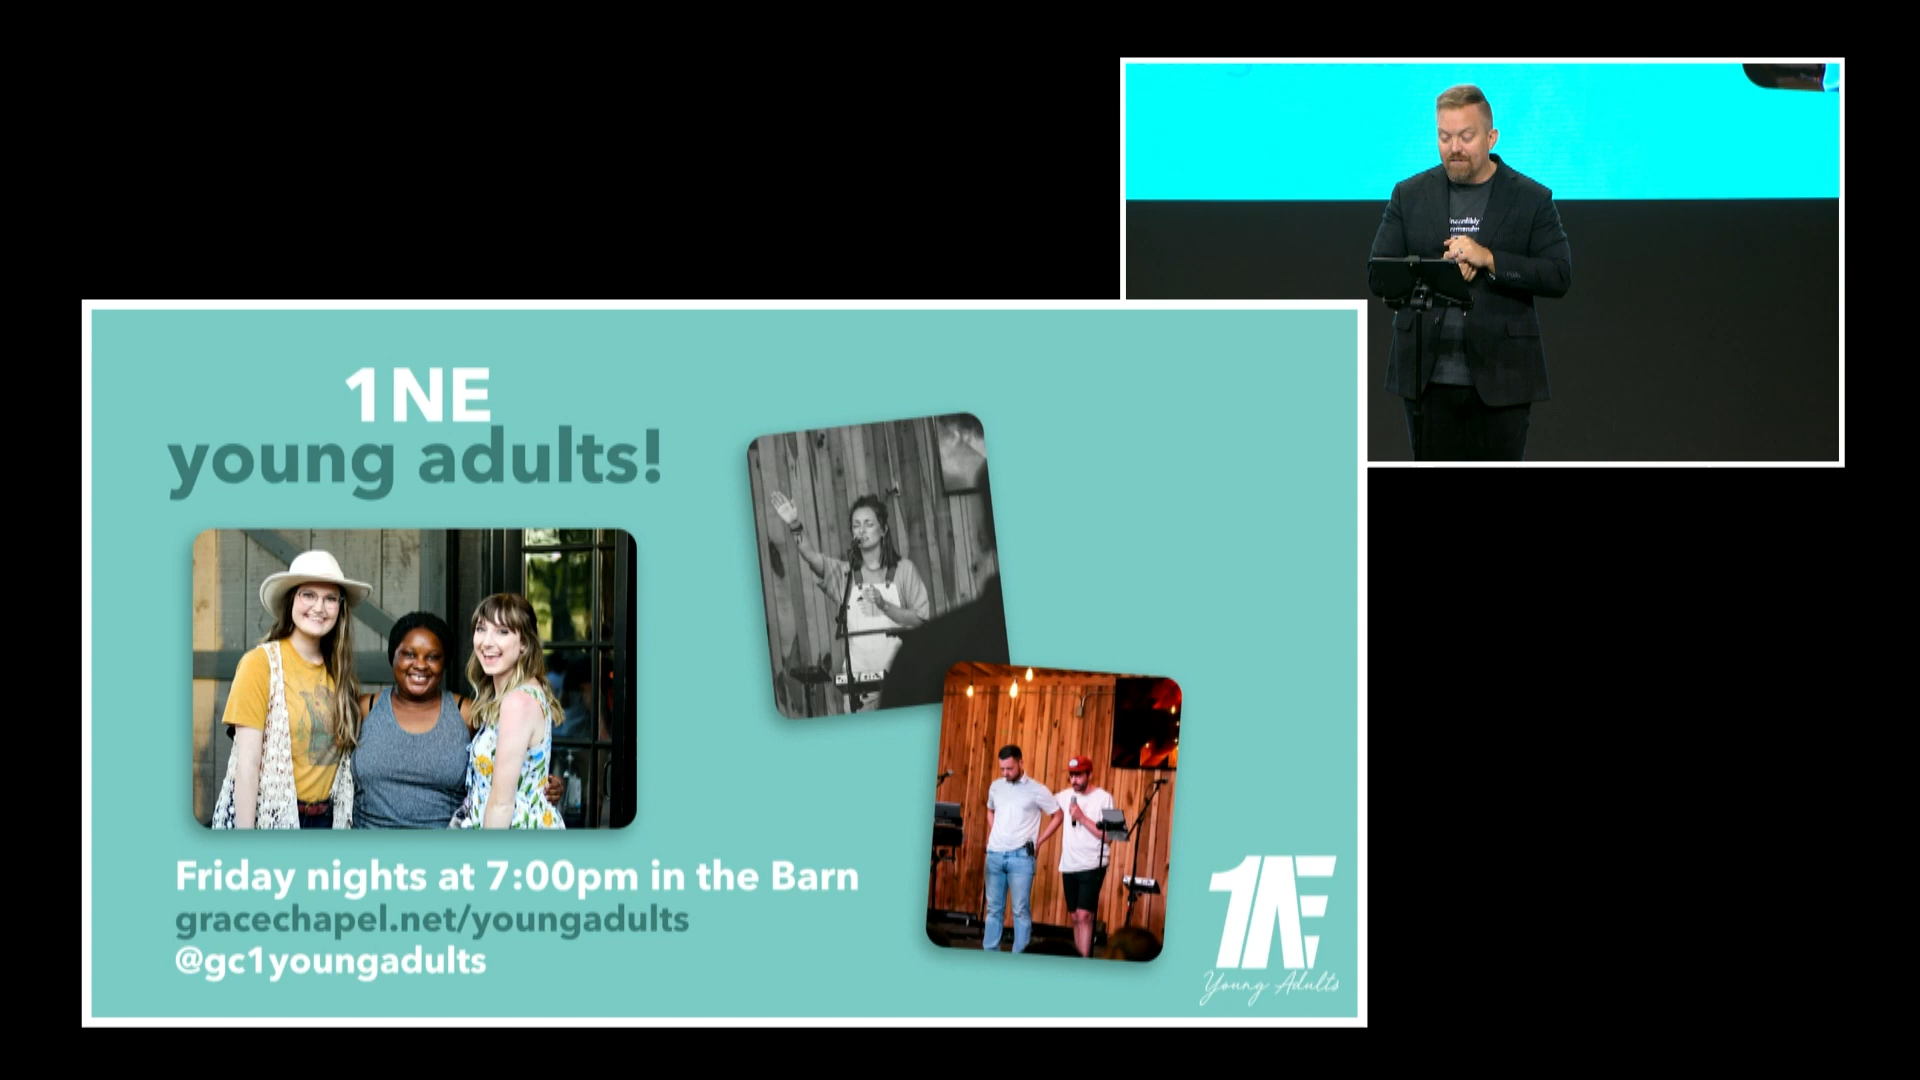 1NE
young adults!
Friday nights at 7:00pm in the Barn
gracechapel.net/youngadults
@gc1youngadults
1NE
Young Adults